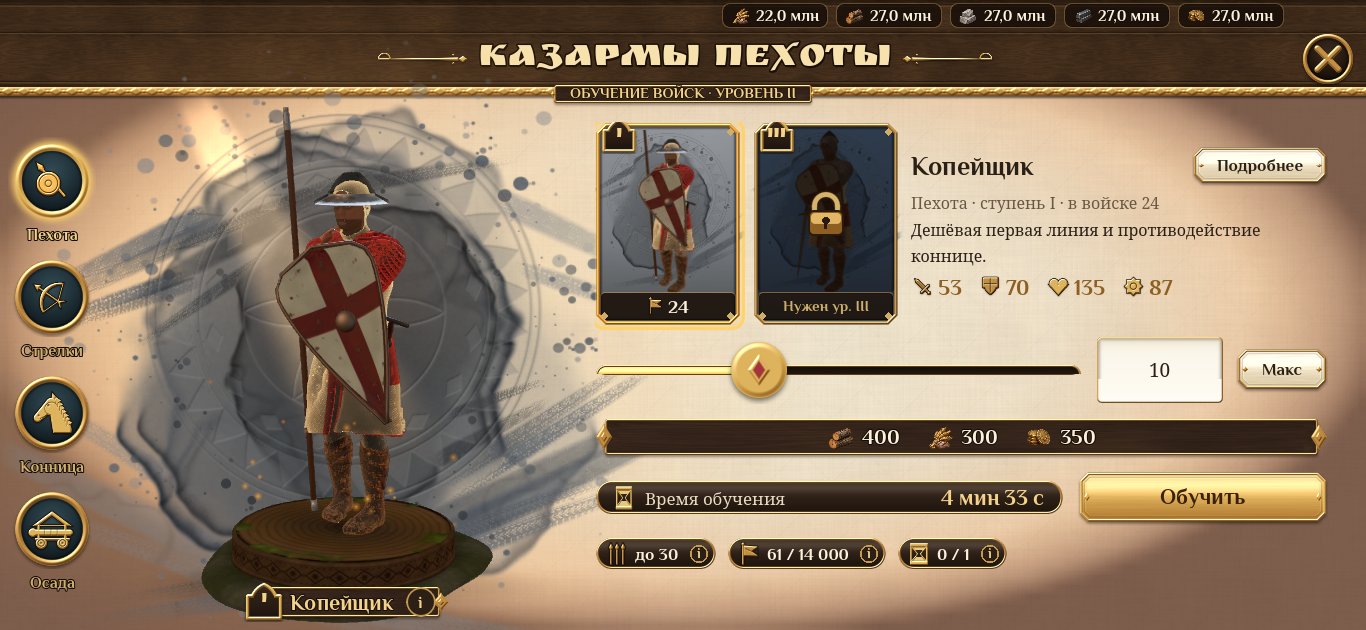 22,0 млн
27,0 млн
27,0 млн
27,0 млн
27,0 млн
КАЗАРМЫ ПЕХОТЫ
ОБУЧЕНИЕ ВОЙСК · УРОВЕНЬ II
Пехота
Стрелки
Конница
Осада
I
Копейщик
i
I
24
III
Нужен ур. III
Копейщик
Подробнее
Пехота · ступень I · в войске 24
Дешёвая первая линия и противодействие
коннице.
53 70 135 87
10
Макс
400 300 350
Время обучения 4 мин 33 с
Обучить
до 30 i
61 / 14 000 i
0 / 1 i